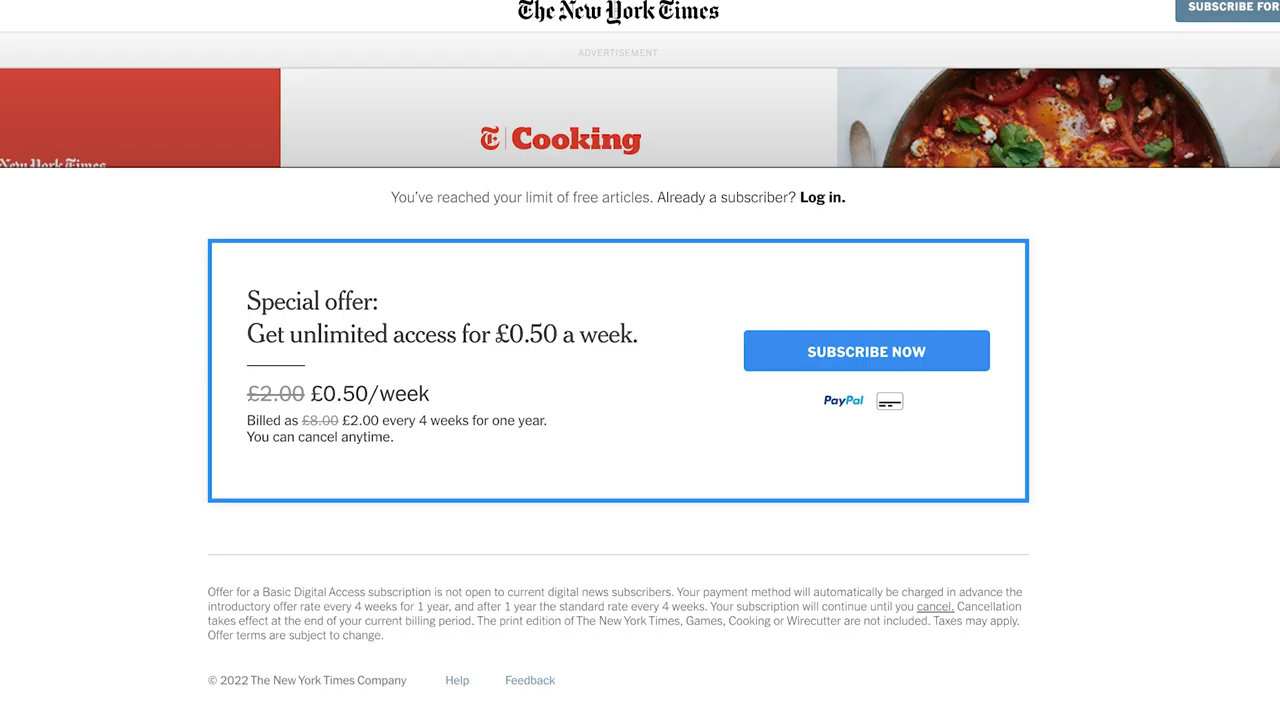 The New York Times
SUBSCRIBE FOR
ADVERTISEMENT
New York Times
T Cooking
You’ve reached your limit of free articles. Already a subscriber? Log in.
Special offer:
Get unlimited access for £0.50 a week.
£2.00 £0.50/week
Billed as £8.00 £2.00 every 4 weeks for one year.
You can cancel anytime.
SUBSCRIBE NOW
PayPal
Offer for a Basic Digital Access subscription is not open to current digital news subscribers. Your payment method will automatically be charged in advance the
introductory offer rate every 4 weeks for 1 year, and after 1 year the standard rate every 4 weeks. Your subscription will continue until you cancel. Cancellation
takes effect at the end of your current billing period. The print edition of The New York Times, Games, Cooking or Wirecutter are not included. Taxes may apply.
Offer terms are subject to change.
© 2022 The New York Times Company Help Feedback